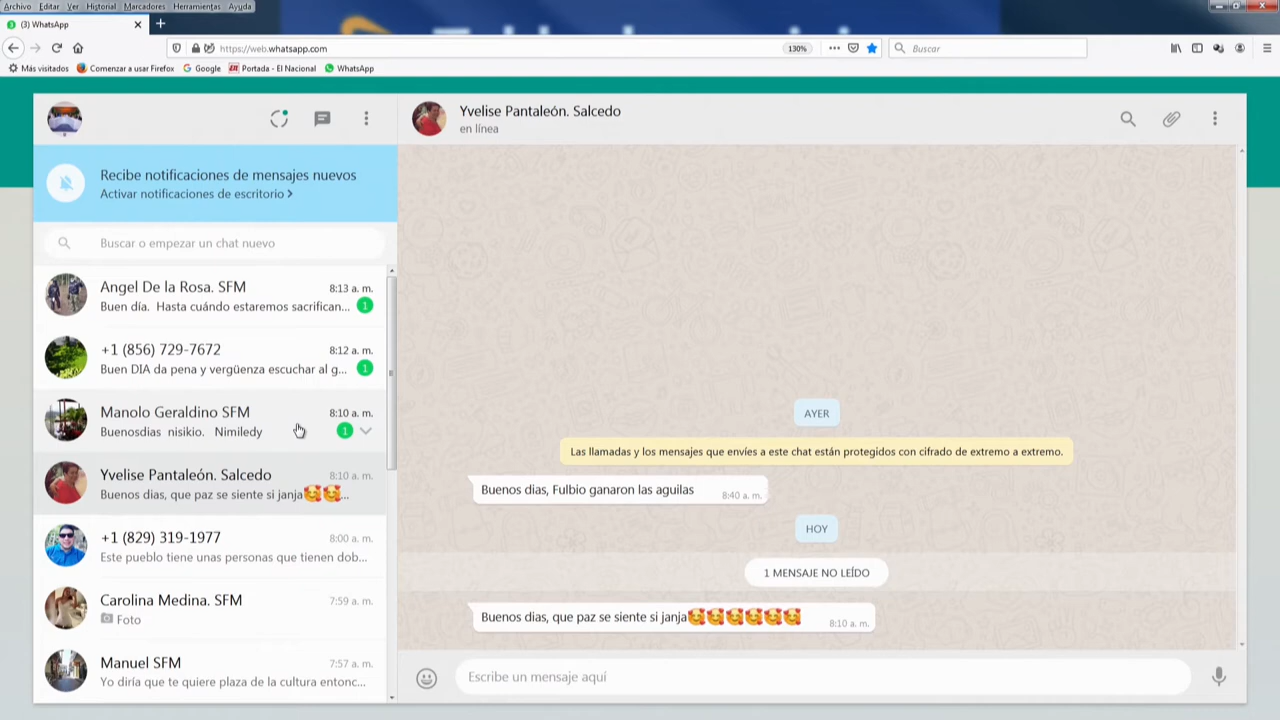 Archivo Editar Ver Historial Marcadores Herramientas Ayuda
(3) WhatsApp
https://web.whatsapp.com
130%
Buscar
Más visitados Comenzar a usar Firefox Google Portada - El Nacional WhatsApp
Recibe notificaciones de mensajes nuevos
Activar notificaciones de escritorio >
Buscar o empezar un chat nuevo
Angel De la Rosa. SFM 8:13 a. m.
Buen día. Hasta cuándo estaremos sacrifican... 1
+1 (856) 729-7672 8:12 a. m.
Buen DIA da pena y vergüenza escuchar al g... 1
Manolo Geraldino SFM 8:10 a. m.
Buenosdias nisikio. Nimiledy 1
Yvelise Pantaleón. Salcedo 8:10 a. m.
Buenos dias, que paz se siente si janja🥰🥰...
+1 (829) 319-1977 8:00 a. m.
Este pueblo tiene unas personas que tienen dob...
Carolina Medina. SFM 7:59 a. m.
Foto
Manuel SFM 7:57 a. m.
Yo diría que te quiere plaza de la cultura entonc...
Yvelise Pantaleón. Salcedo
en línea
AYER
Las llamadas y los mensajes que envíes a este chat están protegidos con cifrado de extremo a extremo.
Buenos dias, Fulbio ganaron las aguilas 8:40 a. m.
HOY
1 MENSAJE NO LEÍDO
Buenos dias, que paz se siente si janja🥰🥰🥰🥰🥰🥰 8:10 a. m.
Escribe un mensaje aquí